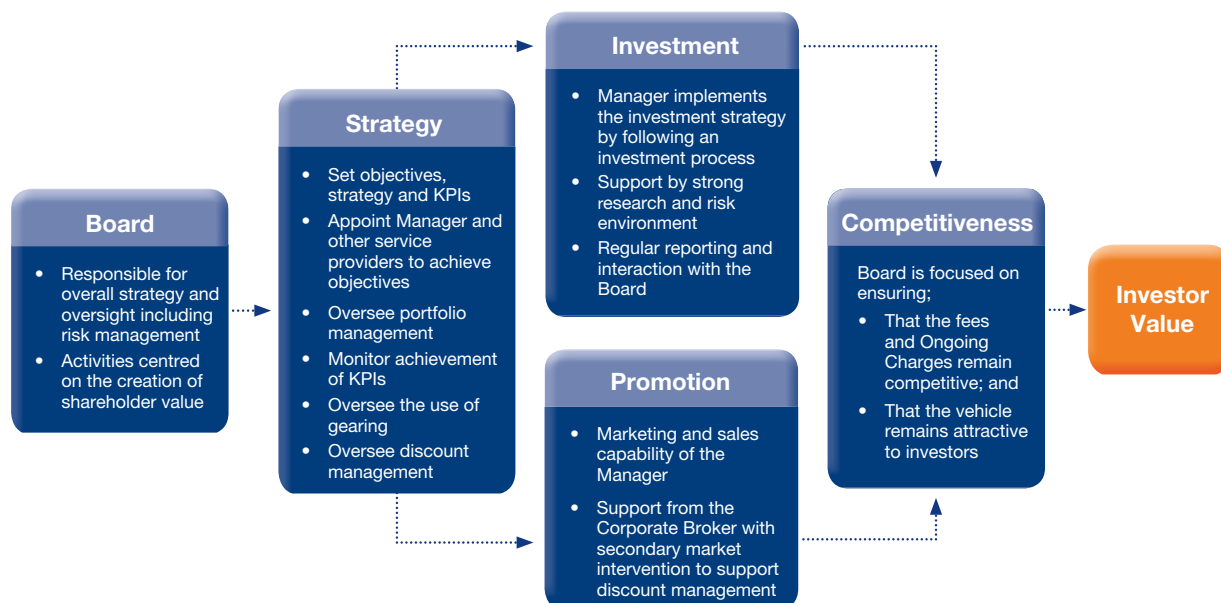 Board
Responsible for
overall strategy and
oversight including
risk management
Activities centred
on the creation of
shareholder value
Strategy
Set objectives,
strategy and KPIs
Appoint Manager and
other service
providers to achieve
objectives
Oversee portfolio
management
Monitor achievement
of KPIs
Oversee the use of
gearing
Oversee discount
management
Investment
Manager implements
the investment strategy
by following an
investment process
Support by strong
research and risk
environment
Regular reporting and
interaction with the
Board
Promotion
Marketing and sales
capability of the
Manager
Support from the
Corporate Broker with
secondary market
intervention to support
discount management
Competitiveness
Board is focused on
ensuring;
That the fees
and Ongoing
Charges remain
competitive; and
That the vehicle
remains attractive
to investors
Investor
Value